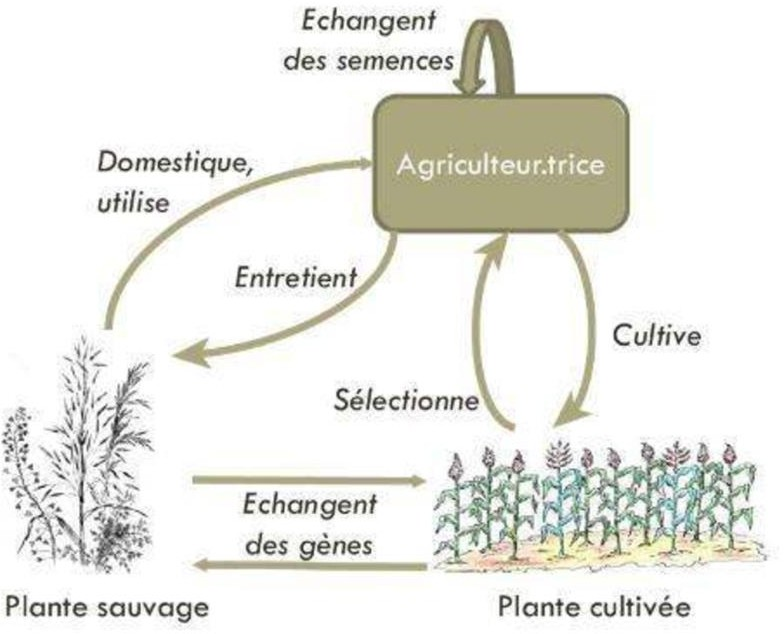 Echangent
des semences
Agriculteur.trice
Domestique,
utilise
Entretient
Cultive
Sélectionne
Echangent
des gènes
Plante sauvage
Plante cultivée